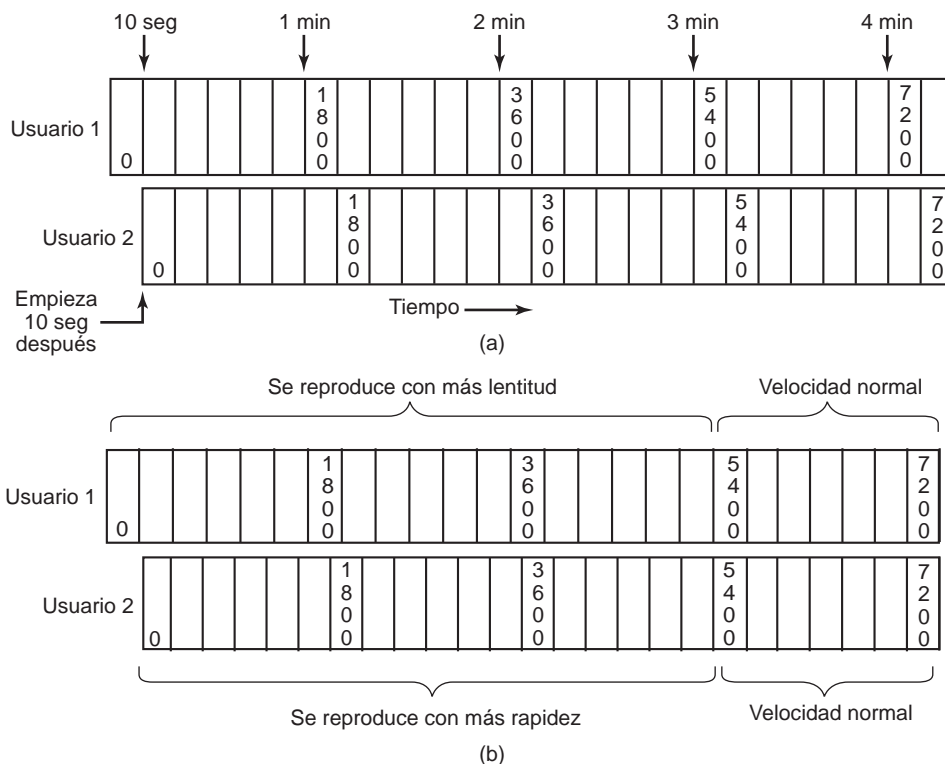 10 seg 1 min 2 min 3 min 4 min
Usuario 1 0 1800 3600 5400 7200
Usuario 2 0 1800 3600 5400 7200
Empieza
10 seg
después
Tiempo
(a)
Se reproduce con más lentitud Velocidad normal
Usuario 1 0 1800 3600 5400 7200
Usuario 2 0 1800 3600 5400 7200
Se reproduce con más rapidez Velocidad normal
(b)